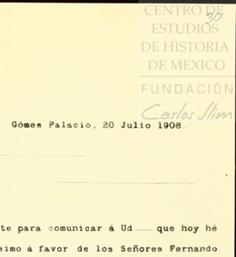 CENTRO DE
ESTUDIOS
DE HISTORIA
DE MEXICO
FUNDACIÓN
Carlos Slim
30
Gómez Palacio, 20 Julio 1908.
te para comunicar á Ud que hoy hé
simo á favor de los Señores Fernando